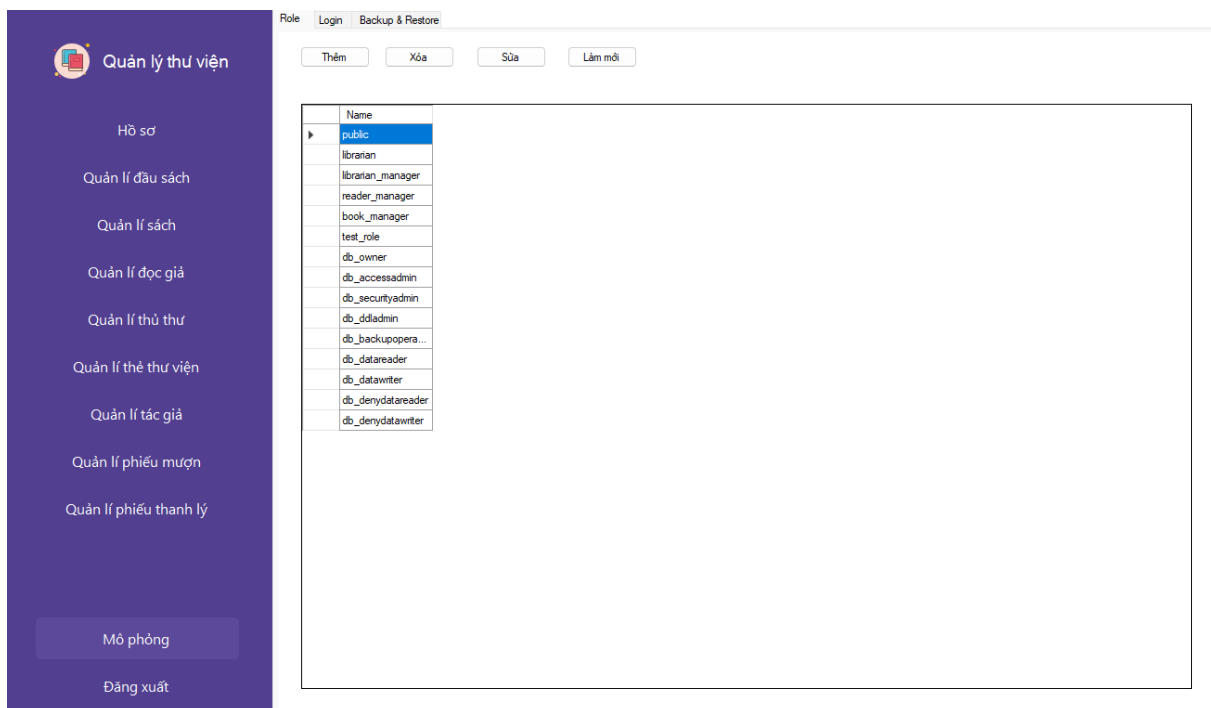 Role Login Backup & Restore
Quản lý thư viện
Thêm Xóa Sửa Làm mới
Hồ sơ
Quản lí đầu sách
Quản lí sách
Quản lí đọc giả
Quản lí thủ thư
Quản lí thẻ thư viện
Quản lí tác giả
Quản lí phiếu mượn
Quản lí phiếu thanh lý
Mô phỏng
Đăng xuất
Name
public
librarian
librarian_manager
reader_manager
book_manager
test_role
db_owner
db_accessadmin
db_securityadmin
db_ddladmin
db_backupopera...
db_datareader
db_datawriter
db_denydatareader
db_denydatawriter